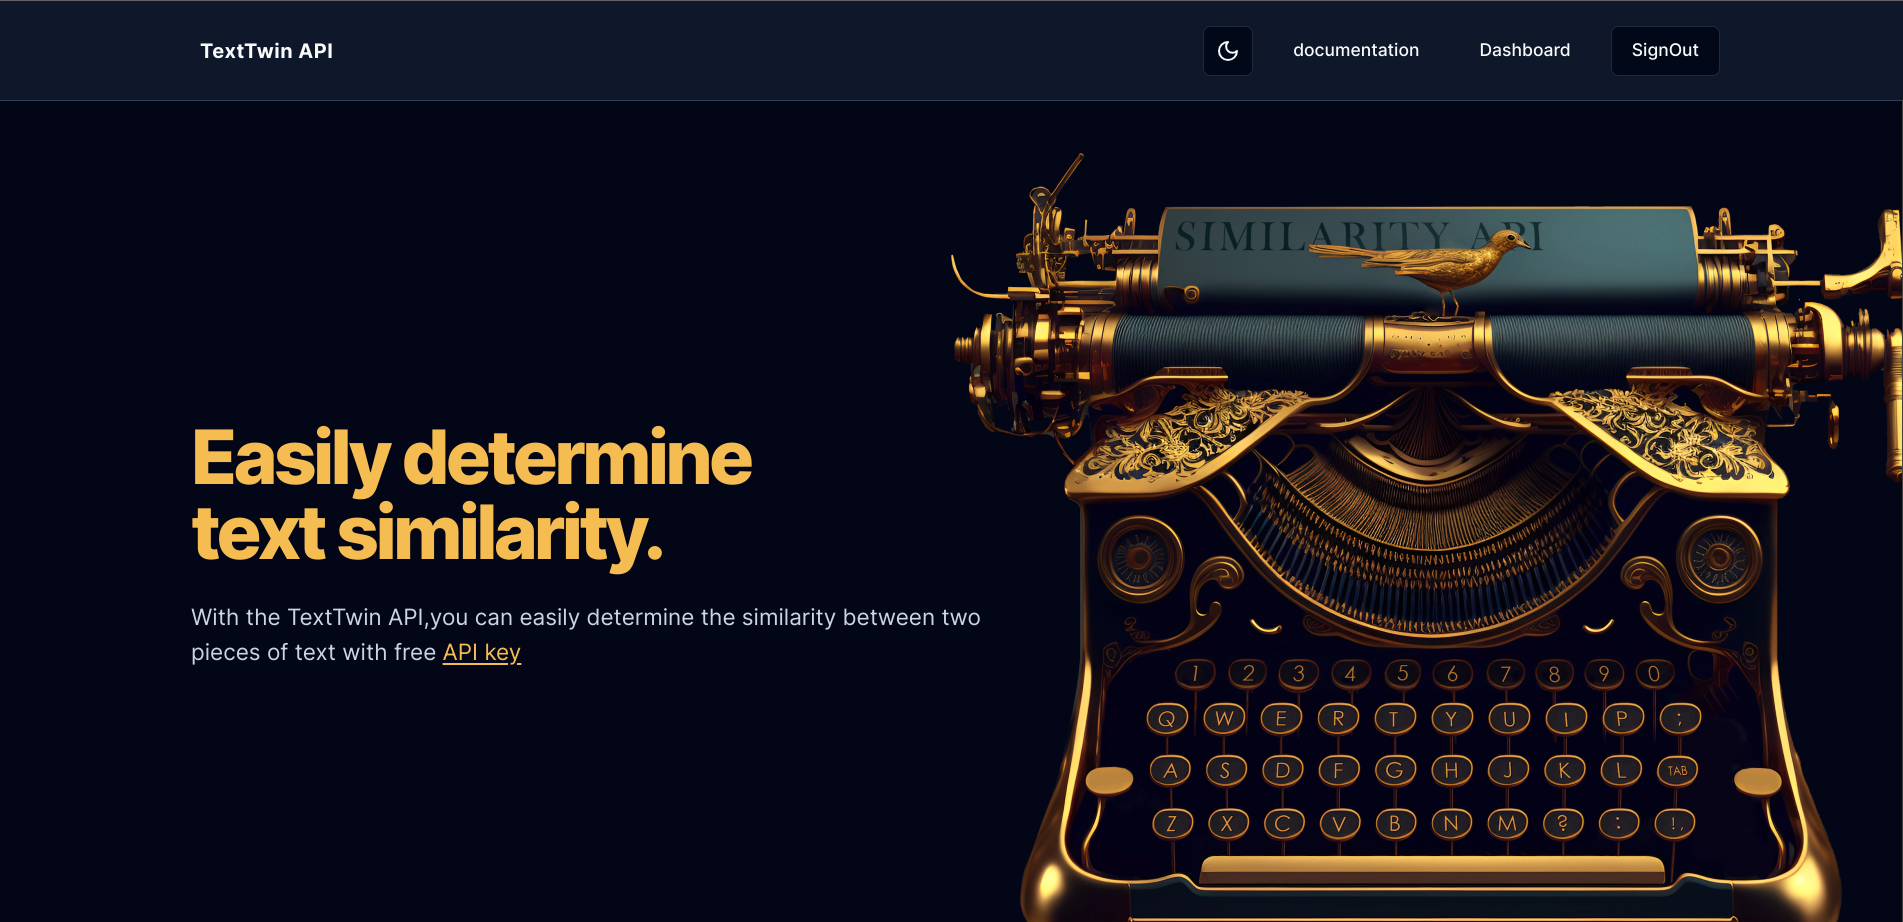 TextTwin API
documentation
Dashboard
SignOut
SIMILARITY API
Easily determine
text similarity.
With the TextTwin API,you can easily determine the similarity between two
pieces of text with free API key
1 2 3 4 5 6 7 8 9 0
Q W E R T Y U I P ;
A S D F G H J K L TAB
Z X C V B N M ? : !,